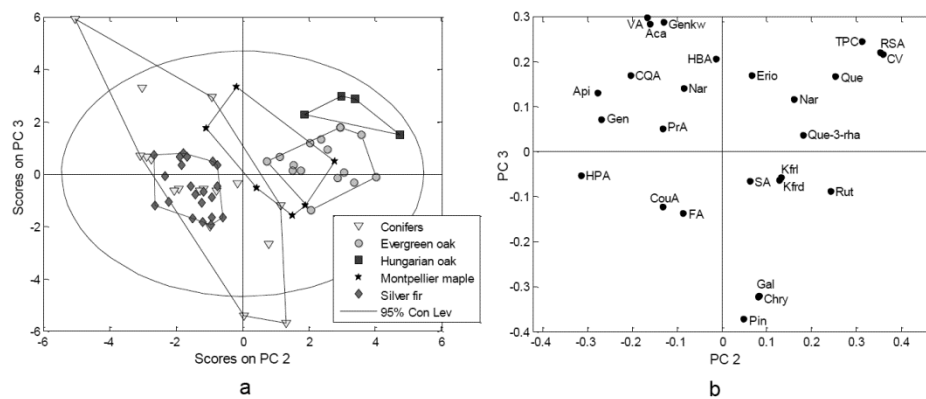 6
4
2
0
-2
-4
-6
-6 -4 -2 0 2 4 6
Scores on PC 3
Scores on PC 2
Conifers
Evergreen oak
Hungarian oak
Montpellier maple
Silver fir
95% Con Lev
a
0.3
0.2
0.1
0
-0.1
-0.2
-0.3
-0.4
-0.4 -0.3 -0.2 -0.1 0 0.1 0.2 0.3 0.4
PC 3
PC 2
VA
Genkw
Aca
HBA
TPC
RSA
CV
CQA
Nar
Erio
Que
Api
Nar
Gen
PrA
Que-3-rha
HPA
SA
Kfrl
Kfrd
Rut
CouA
FA
Gal
Chry
Pin
b